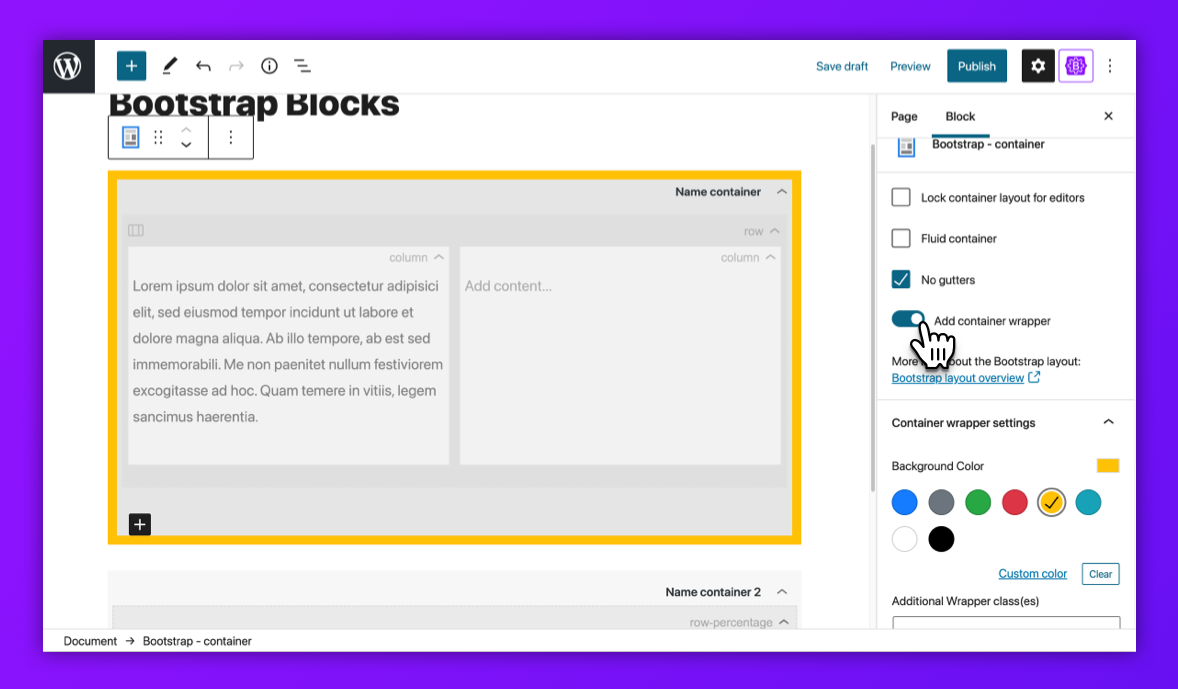 Save draft
Preview
Publish
Bootstrap Blocks
Name container
row
column
Lorem ipsum dolor sit amet, consectetur adipisici
elit, sed eiusmod tempor incidunt ut labore et
dolore magna aliqua. Ab illo tempore, ab est sed
immemorabili. Me non paenitet nullum festiviorem
excogitasse ad hoc. Quam temere in vitiis, legem
sancimus haerentia.
column
Add content...
Name container 2
row-percentage
Document → Bootstrap - container
Page
Block
Bootstrap - container
Lock container layout for editors
Fluid container
No gutters
Add container wrapper
More about the Bootstrap layout:
Bootstrap layout overview
Container wrapper settings
Background Color
Custom color
Clear
Additional Wrapper class(es)